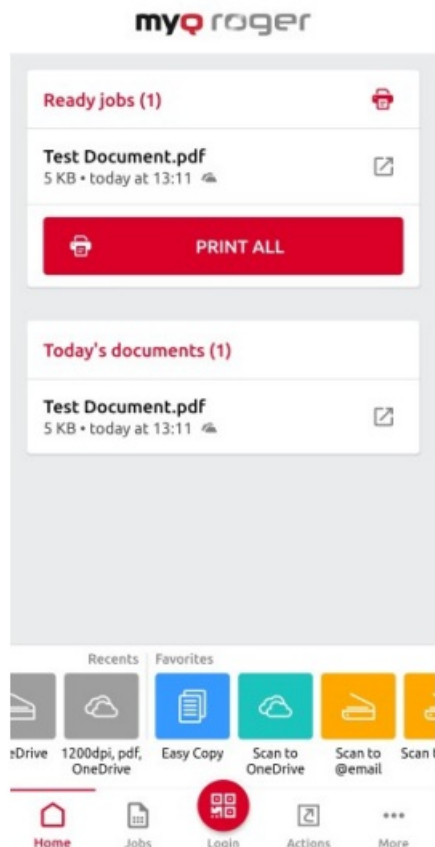 myQ roger
Ready jobs (1)
Test Document.pdf
5 KB • today at 13:11
PRINT ALL
Today's documents (1)
Test Document.pdf
5 KB • today at 13:11
Recents Favorites
eDrive 1200dpi, pdf, Easy Copy Scan to Scan to Scan
OneDrive OneDrive @email
Home Jobs Login Actions More